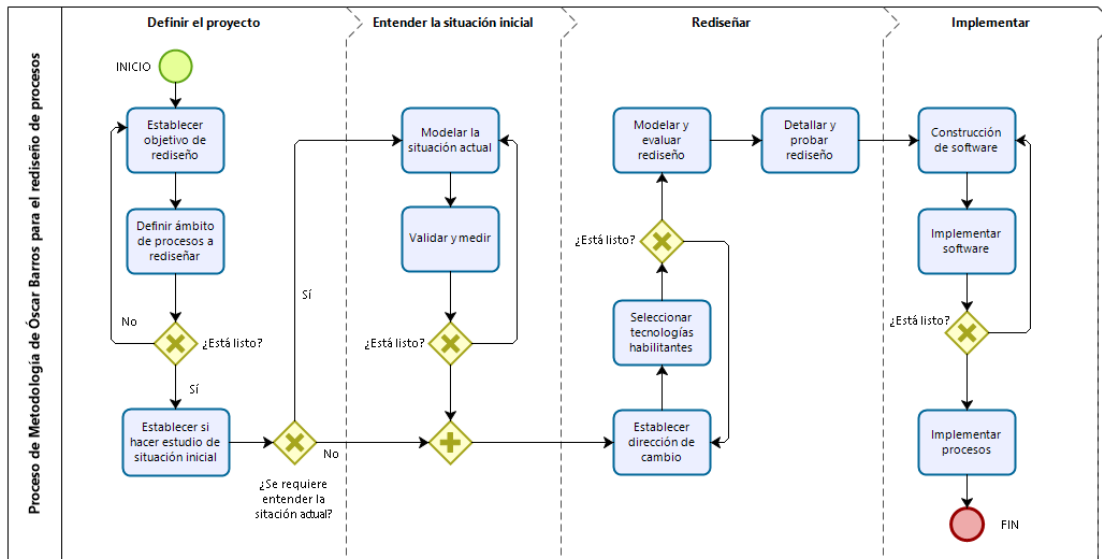 Proceso de Metodología de Óscar Barros para el rediseño de procesos
Definir el proyecto
Entender la situación inicial
Rediseñar
Implementar
INICIO
Establecer
objetivo de
rediseño
Definir ámbito
de procesos a
rediseñar
No
¿Está listo?
Sí
Establecer si
hacer estudio de
situación inicial
Sí
No
¿Se requiere
entender la
sitación actual?
Modelar la
situación actual
Validar y medir
¿Está listo?
Modelar y
evaluar rediseño
Detallar y
probar rediseño
¿Está listo?
Seleccionar
tecnologías
habilitantes
Establecer
dirección de
cambio
Construcción
de software
Implementar
software
¿Está listo?
Implementar
procesos
FIN